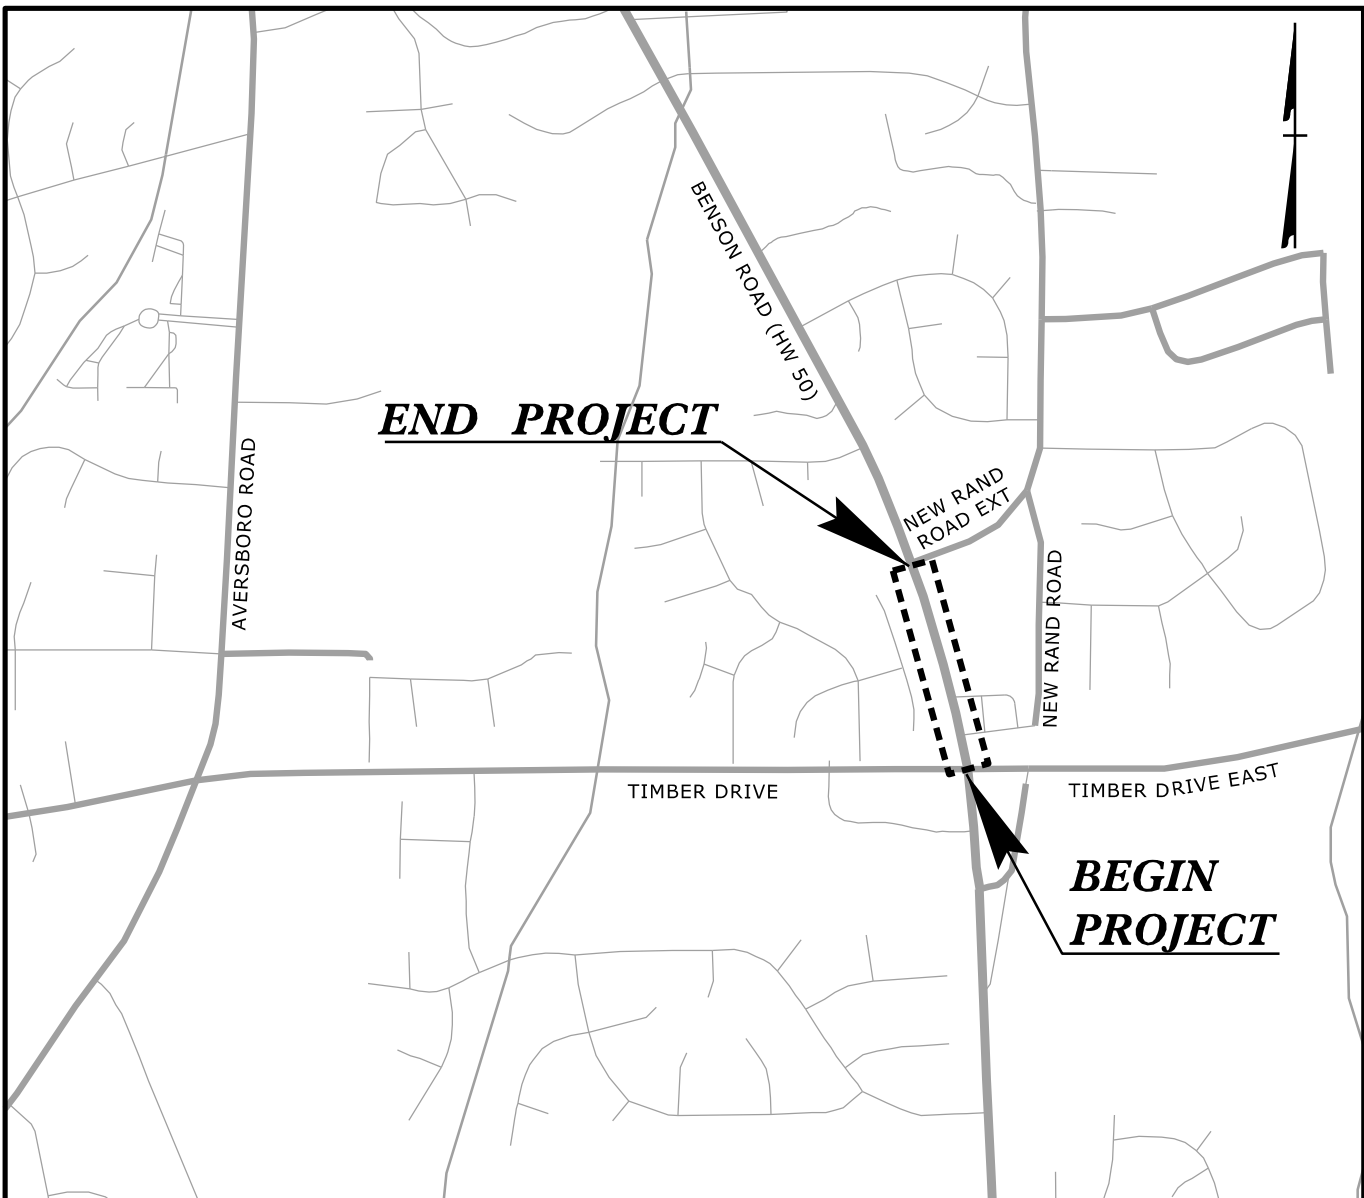 BENSON ROAD (HW 50)
END PROJECT
NEW RAND
ROAD EXT
AVERSBORO ROAD
NEW RAND ROAD
TIMBER DRIVE
TIMBER DRIVE EAST
BEGIN
PROJECT